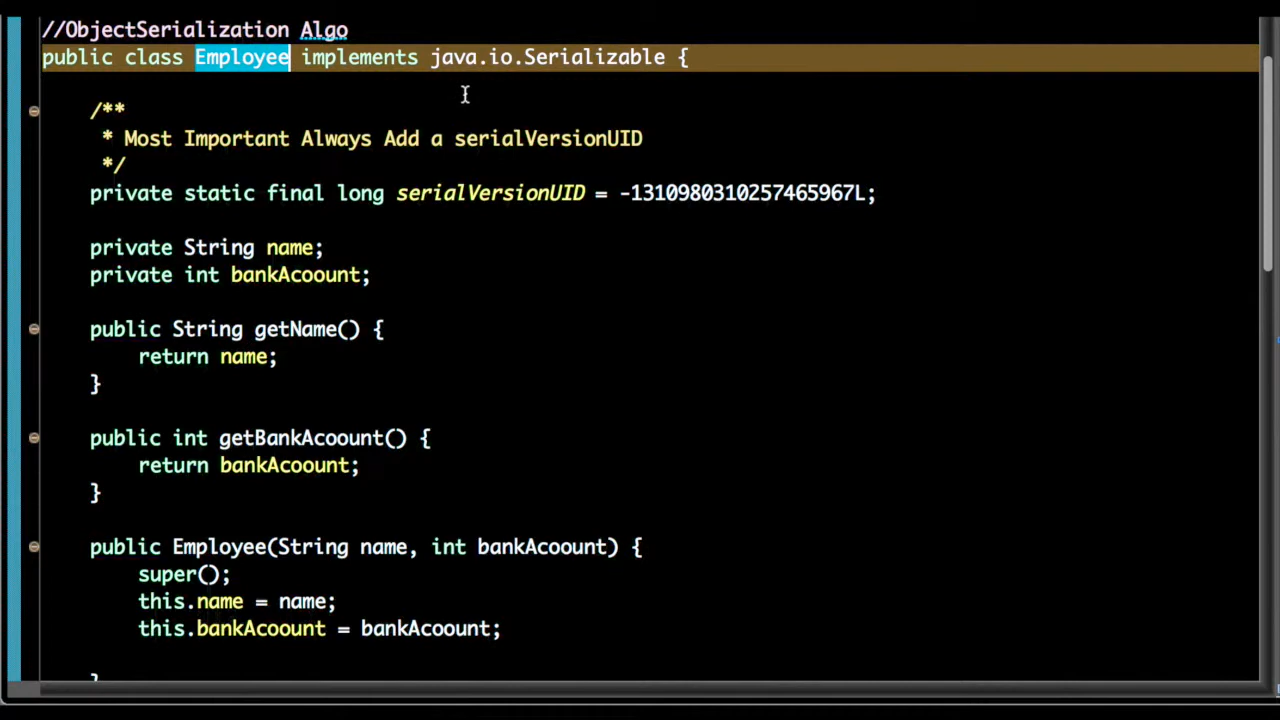 //ObjectSerialization Algo
public class Employee implements java.io.Serializable {
/**
* Most Important Always Add a serialVersionUID
*/
private static final long serialVersionUID = -1310980310257465967L;
private String name;
private int bankAcoount;
public String getName() {
return name;
}
public int getBankAcoount() {
return bankAcoount;
}
public Employee(String name, int bankAcoount) {
super();
this.name = name;
this.bankAcoount = bankAcoount;
}